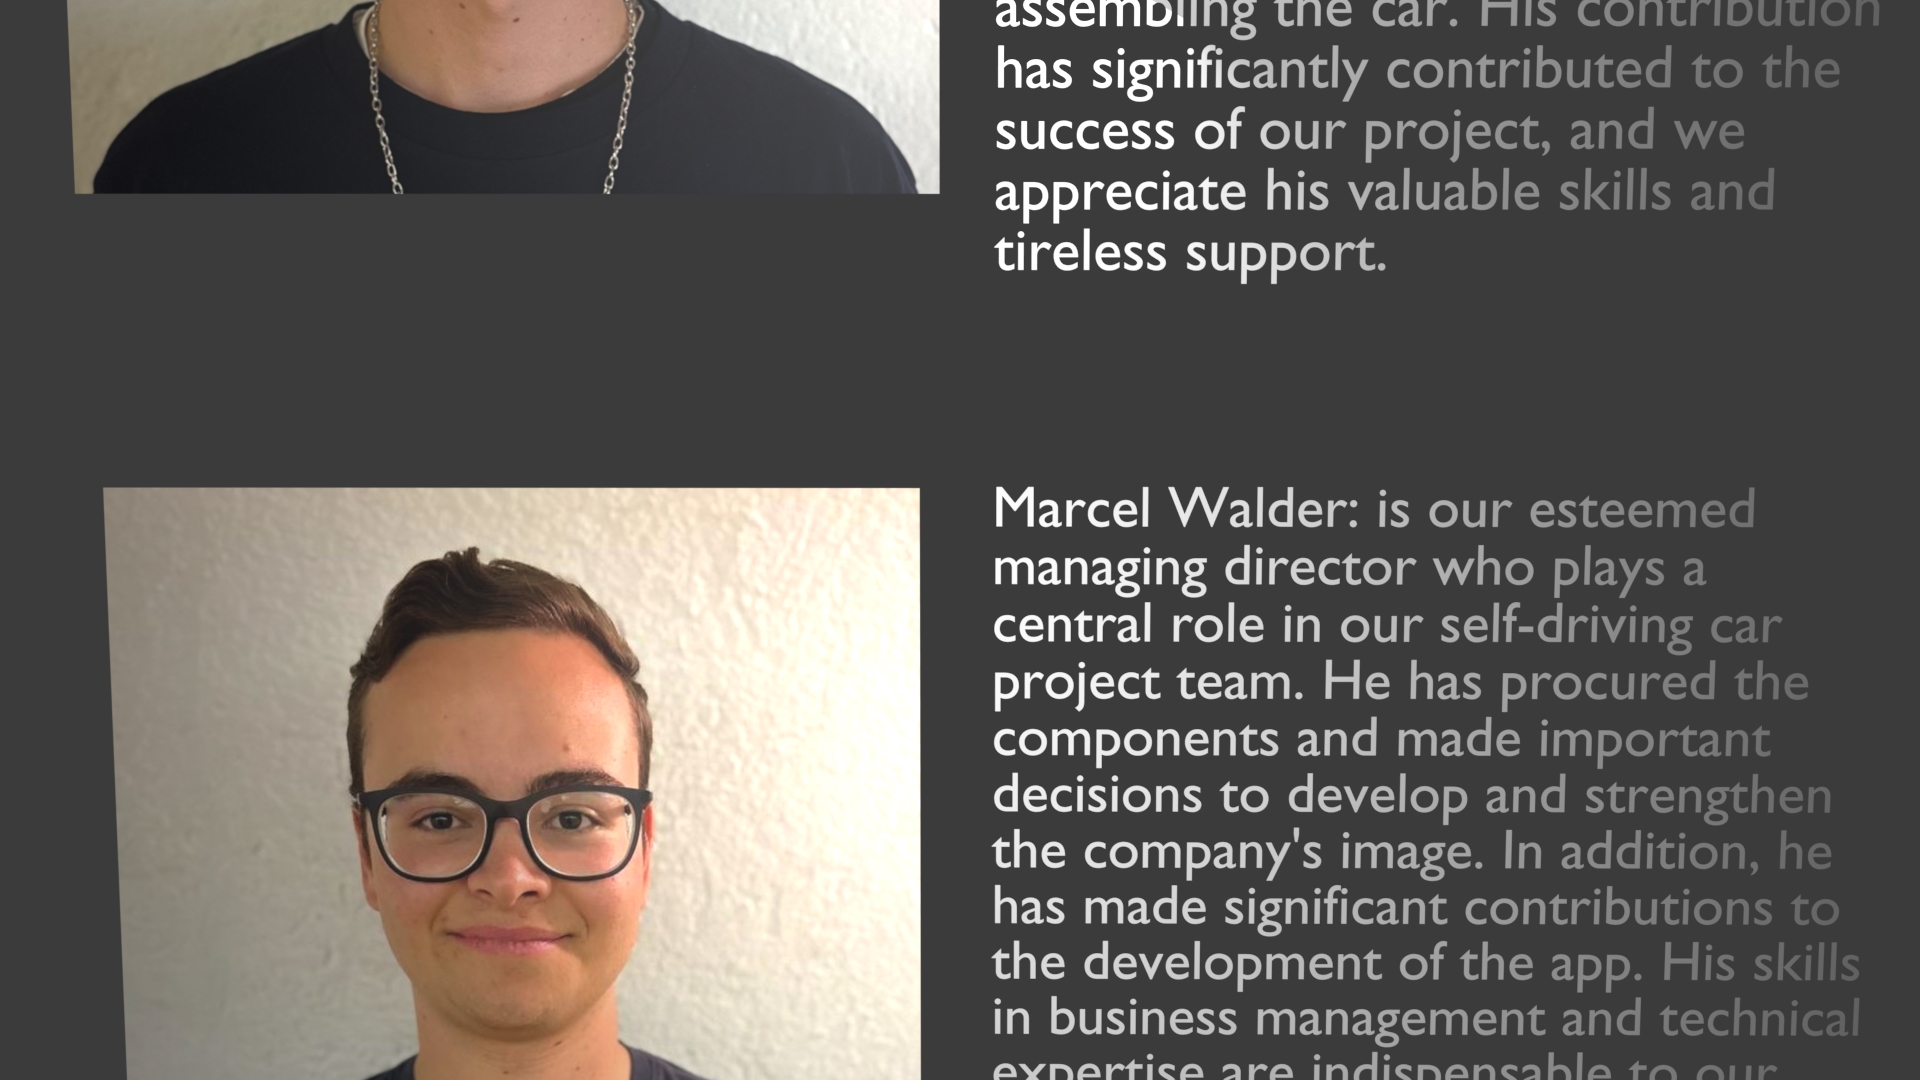 assembling the car. His contribution
has significantly contributed to the
success of our project, and we
appreciate his valuable skills and
tireless support.
Marcel Walder: is our esteemed
managing director who plays a
central role in our self-driving car
project team. He has procured the
components and made important
decisions to develop and strengthen
the company's image. In addition, he
has made significant contributions to
the development of the app. His skills
in business management and technical
expertise are indispensable to our